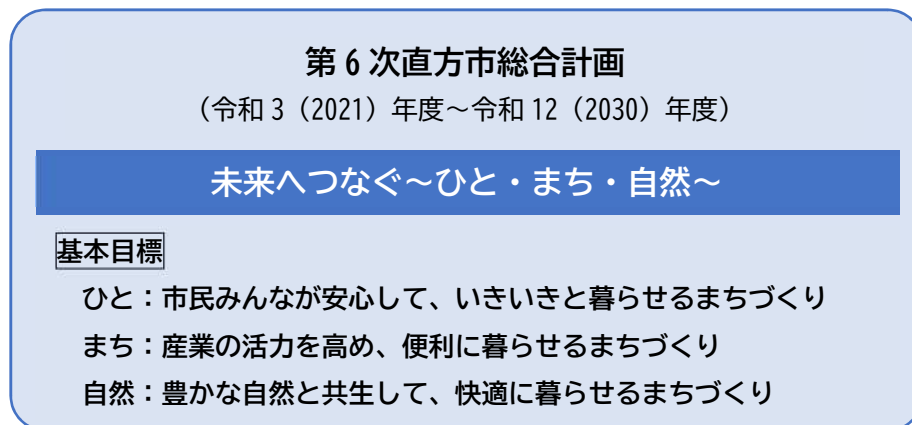 第6次直方市総合計画
（令和3（2021）年度～令和12（2030）年度）
未来へつなぐ～ひと・まち・自然～
基本目標
ひと：市民みんなが安心して、いきいきと暮らせるまちづくり
まち：産業の活力を高め、便利に暮らせるまちづくり
自然：豊かな自然と共生して、快適に暮らせるまちづくり